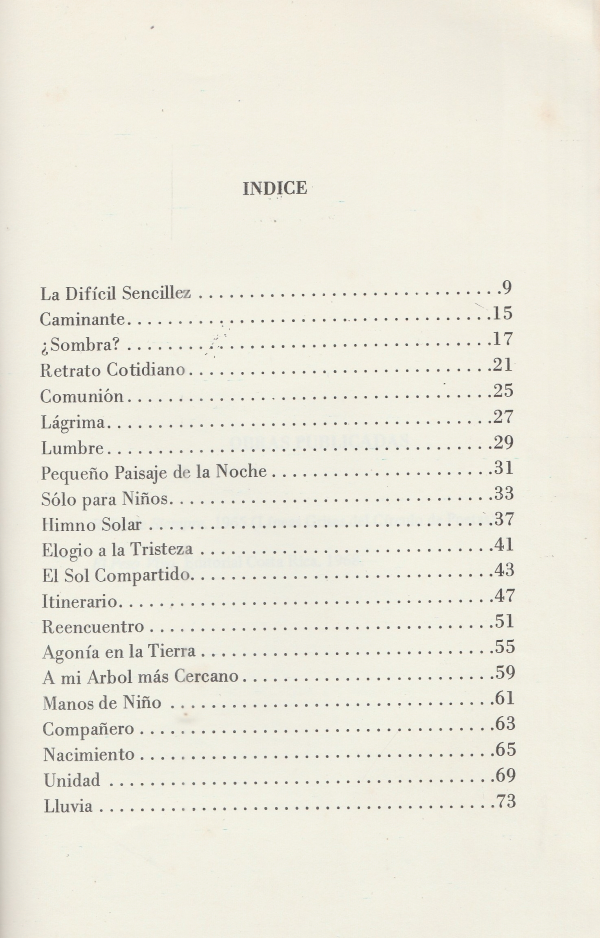 INDICE
La Difícil Sencillez ..............................9
Caminante....................................15
¿Sombra? ....................................17
Retrato Cotidiano..............................21
Comunión....................................25
Lágrima......................................27
Lumbre......................................29
Pequeño Paisaje de la Noche ......................31
Sólo para Niños................................33
Himno Solar ..................................37
Elogio a la Tristeza .............................41
El Sol Compartido..............................43
Itinerario.....................................47
Reencuentro ..................................51
Agonía en la Tierra .............................55
A mi Arbol más Cercano.........................59
Manos de Niño ................................61
Compañero ...................................63
Nacimiento ...................................65
Unidad ......................................69
Lluvia .......................................73